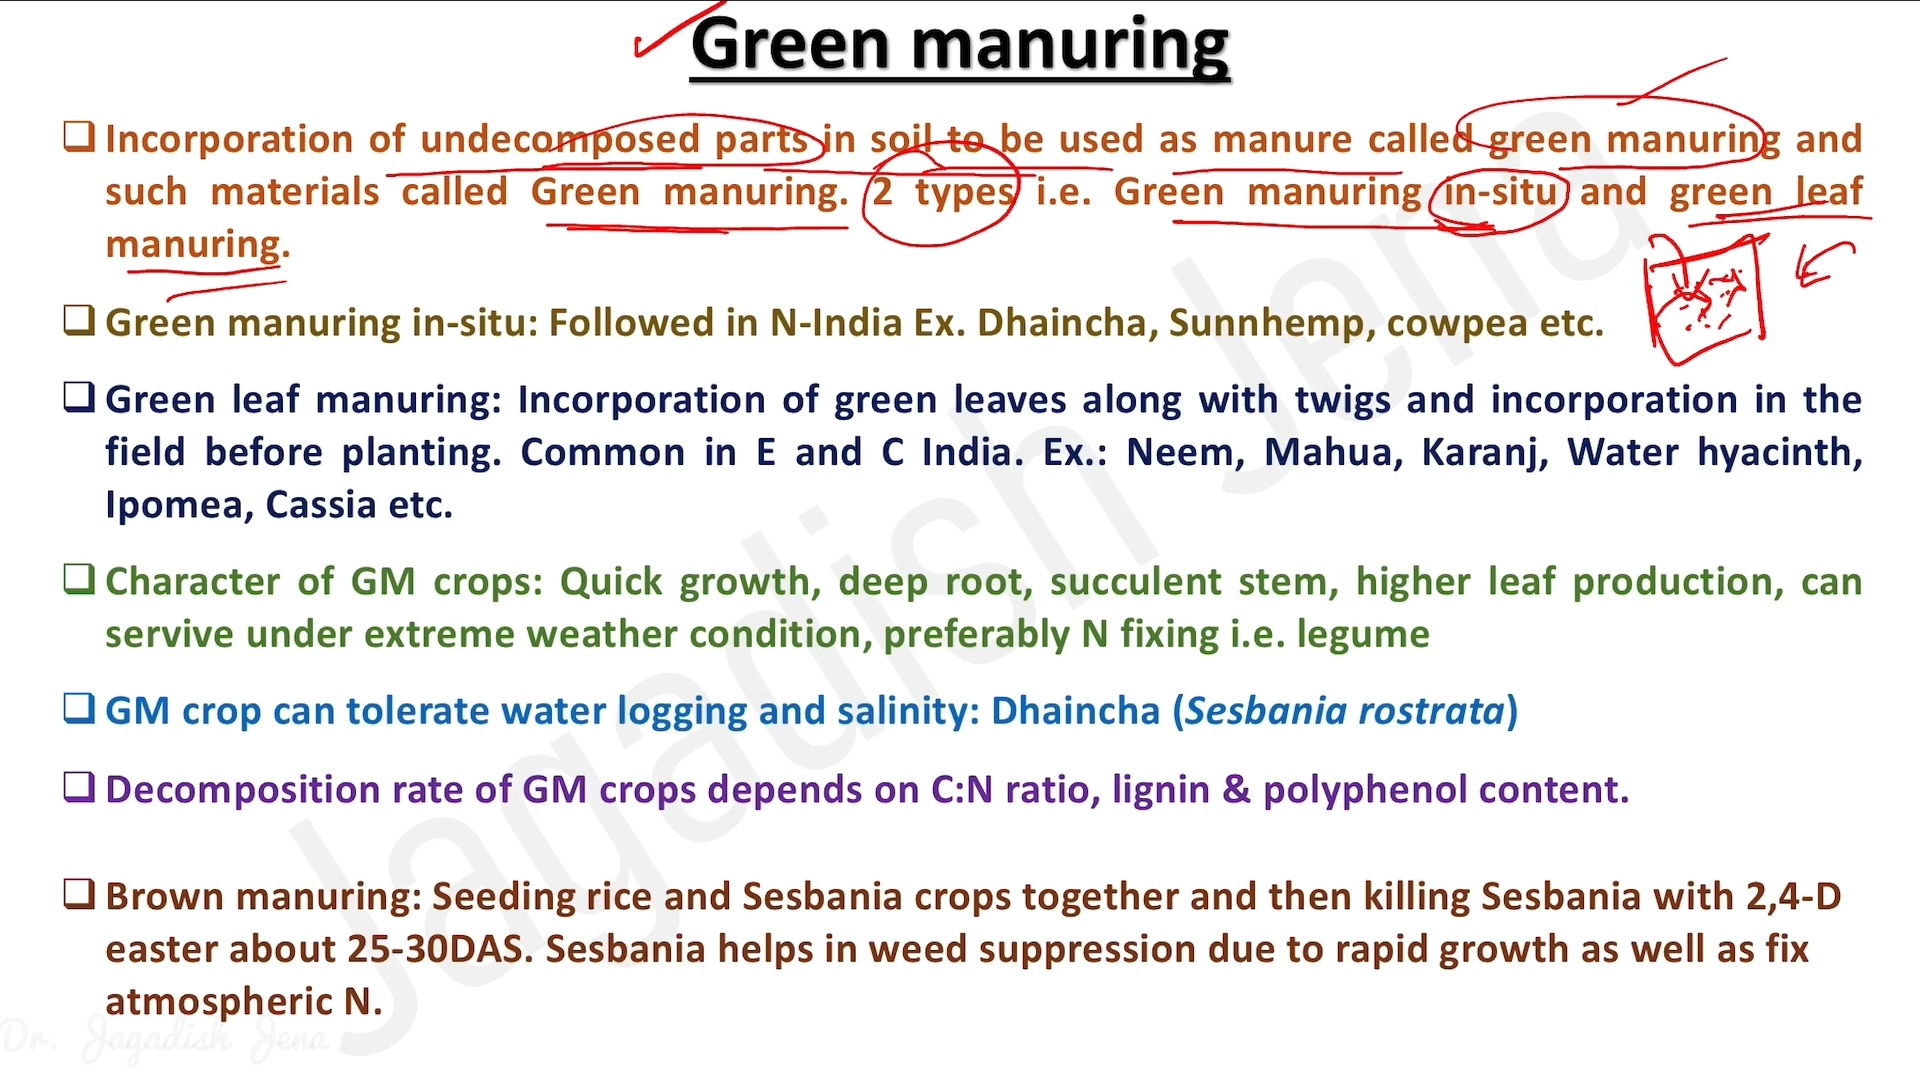 Green manuring
❑ Incorporation of undecomposed parts in soil to be used as manure called green manuring and
such materials called Green manuring. 2 types i.e. Green manuring in-situ and green leaf
manuring.
❑ Green manuring in-situ: Followed in N-India Ex. Dhaincha, Sunnhemp, cowpea etc.
❑ Green leaf manuring: Incorporation of green leaves along with twigs and incorporation in the
field before planting. Common in E and C India. Ex.: Neem, Mahua, Karanj, Water hyacinth,
Ipomea, Cassia etc.
❑ Character of GM crops: Quick growth, deep root, succulent stem, higher leaf production, can
servive under extreme weather condition, preferably N fixing i.e. legume
❑ GM crop can tolerate water logging and salinity: Dhaincha (Sesbania rostrata)
❑ Decomposition rate of GM crops depends on C:N ratio, lignin & polyphenol content.
❑ Brown manuring: Seeding rice and Sesbania crops together and then killing Sesbania with 2,4-D
easter about 25-30DAS. Sesbania helps in weed suppression due to rapid growth as well as fix
atmospheric N.
Jagadish Jena
Dr. Jagadish Jena